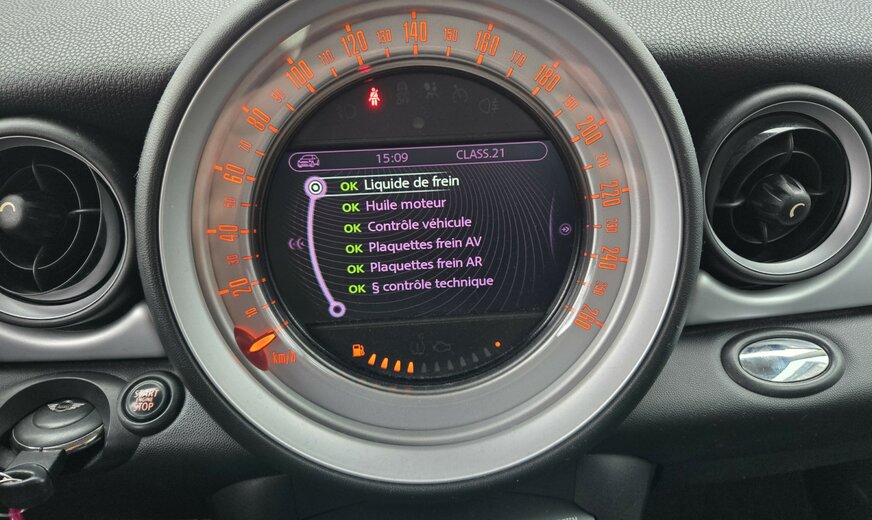 15:09 CLASS.21
OK Liquide de frein
OK Huile moteur
OK Contrôle véhicule
OK Plaquettes frein AV
OK Plaquettes frein AR
OK § contrôle technique
20 40 60 80 100 120 140 160 180 200 220 240 260
km/h
START
ENGINE
STOP